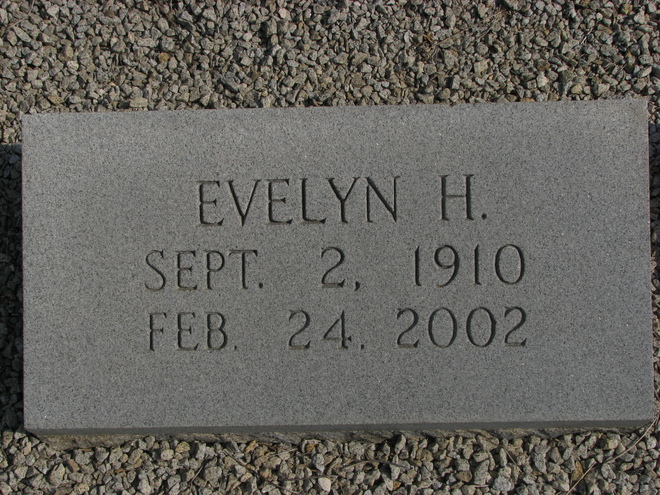 EVELYN H.
SEPT. 2, 1910
FEB. 24. 2002